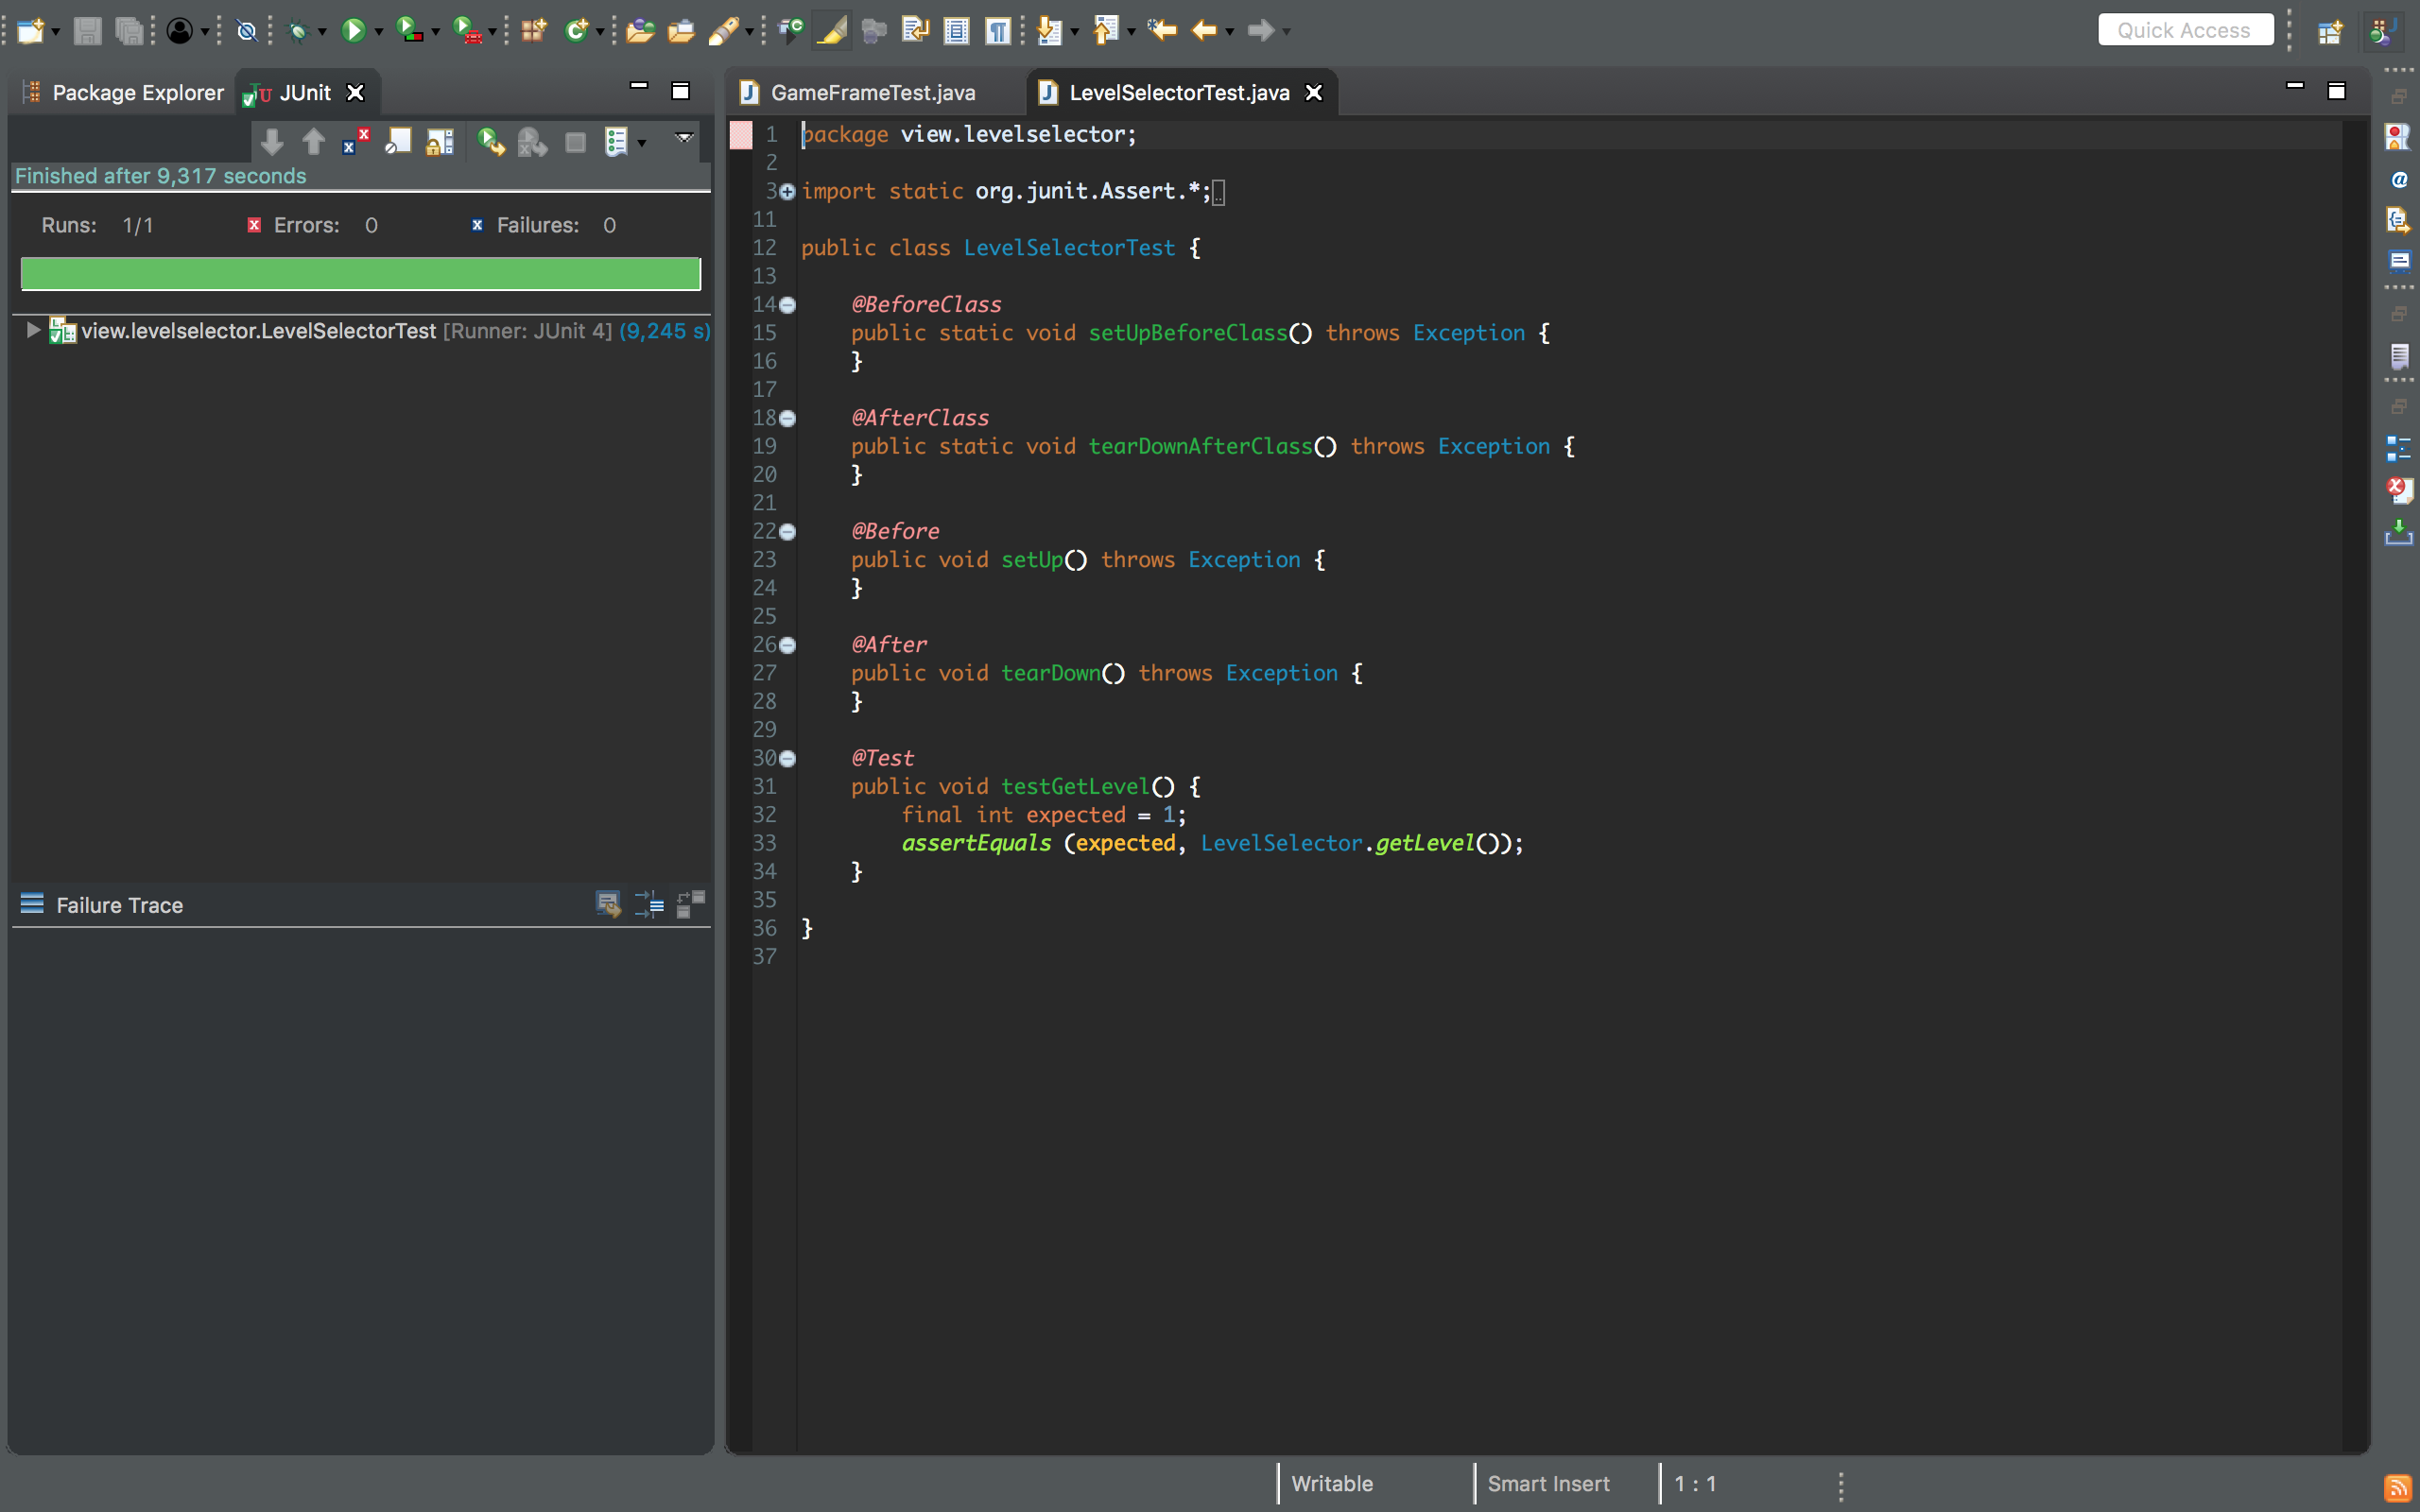 Quick Access
Package Explorer
JUnit
GameFrameTest.java
LevelSelectorTest.java
Finished after 9,317 seconds
Runs: 1/1 Errors: 0 Failures: 0
view.levelselector.LevelSelectorTest [Runner: JUnit 4] (9,245 s)
Failure Trace
1 package view.levelselector;
2
3 import static org.junit.Assert.*;
11
12 public class LevelSelectorTest {
13
14 @BeforeClass
15 public static void setUpBeforeClass() throws Exception {
16 }
17
18 @AfterClass
19 public static void tearDownAfterClass() throws Exception {
20 }
21
22 @Before
23 public void setUp() throws Exception {
24 }
25
26 @After
27 public void tearDown() throws Exception {
28 }
29
30 @Test
31 public void testGetLevel() {
32 final int expected = 1;
33 assertEquals (expected, LevelSelector.getLevel());
34 }
35
36 }
37
Writable
Smart Insert
1 : 1